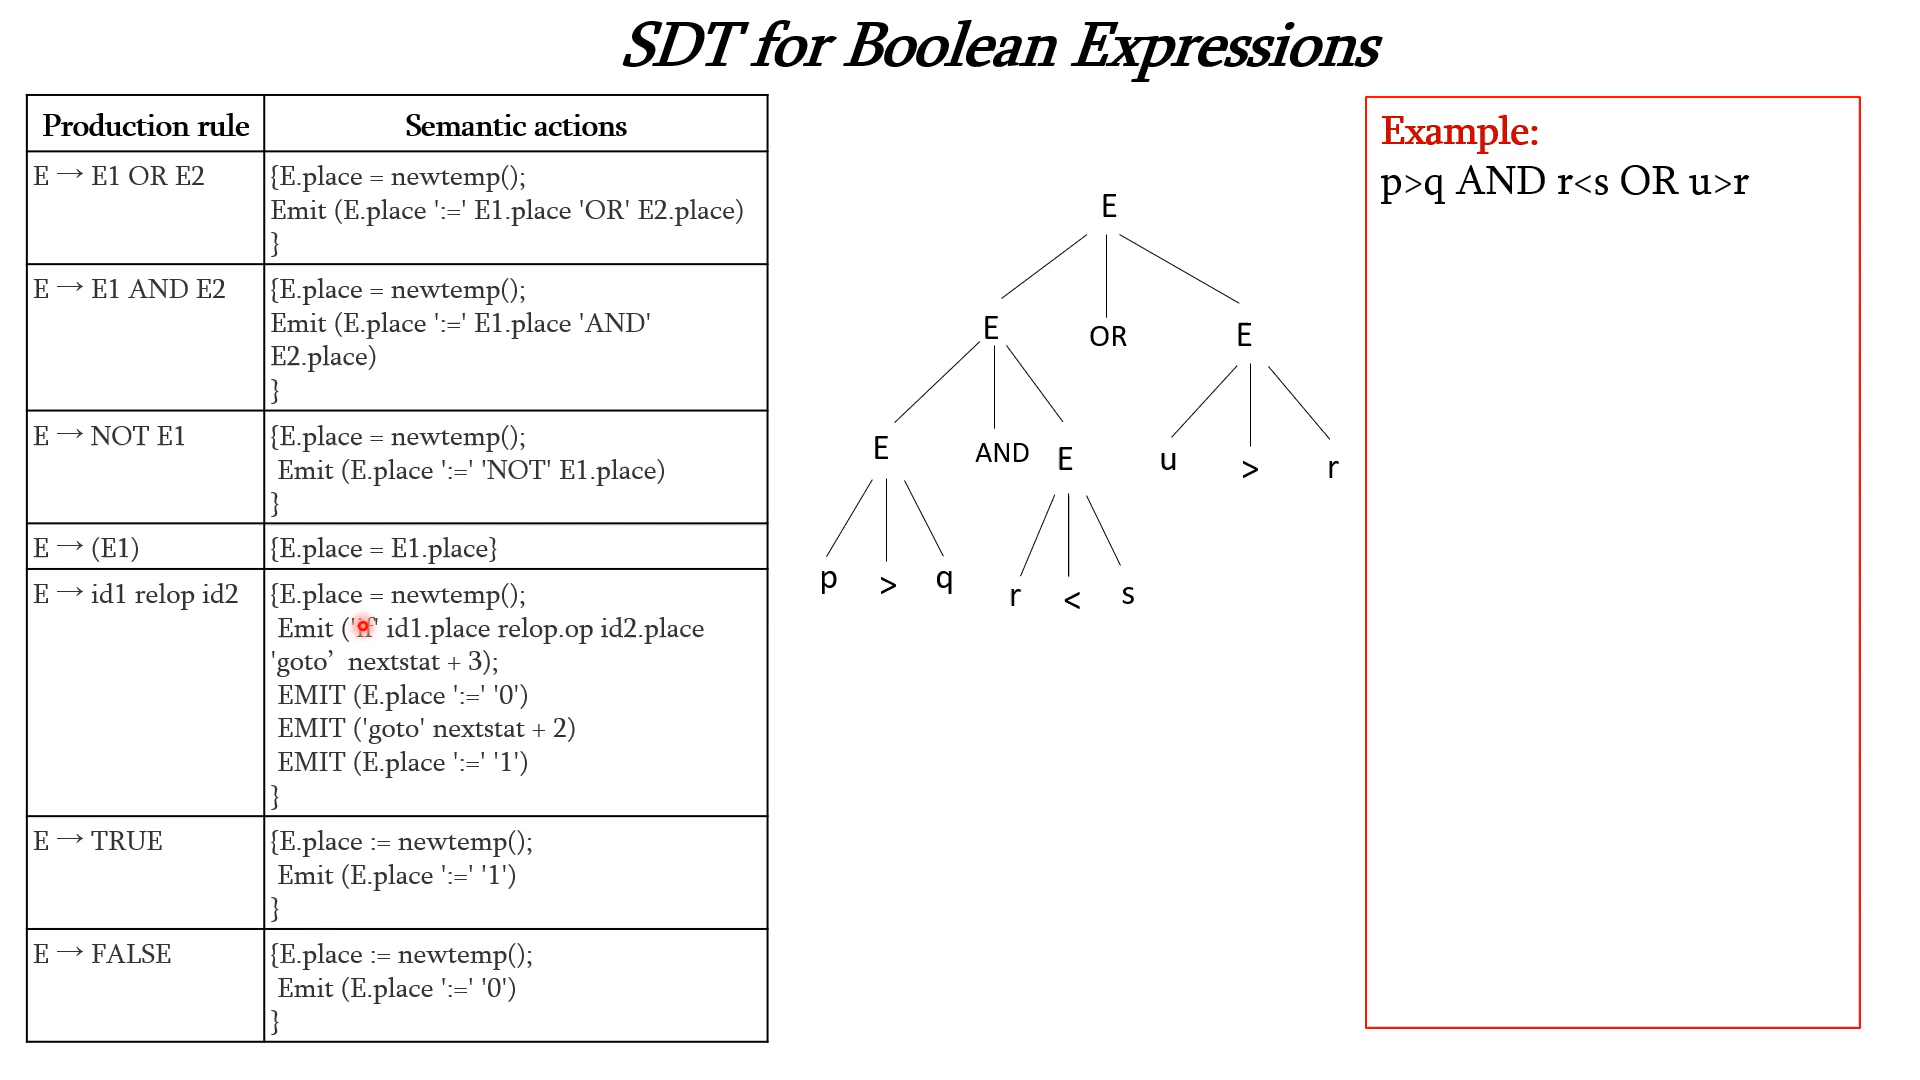 SDT for Boolean Expressions
Production rule
Semantic actions
E → E1 OR E2
{E.place = newtemp();
Emit (E.place ':=' E1.place 'OR' E2.place)
}
E → E1 AND E2
{E.place = newtemp();
Emit (E.place ':=' E1.place 'AND'
E2.place)
}
E → NOT E1
{E.place = newtemp();
Emit (E.place ':=' 'NOT' E1.place)
}
E → (E1)
{E.place = E1.place}
E → id1 relop id2
{E.place = newtemp();
Emit ('if' id1.place relop.op id2.place
'goto’ nextstat + 3);
EMIT (E.place ':=' '0')
EMIT ('goto' nextstat + 2)
EMIT (E.place ':=' '1')
}
E → TRUE
{E.place := newtemp();
Emit (E.place ':=' '1')
}
E → FALSE
{E.place := newtemp();
Emit (E.place ':=' '0')
}
E
E OR E
E AND E u > r
p > q r < s
Example:
p>q AND r<s OR u>r